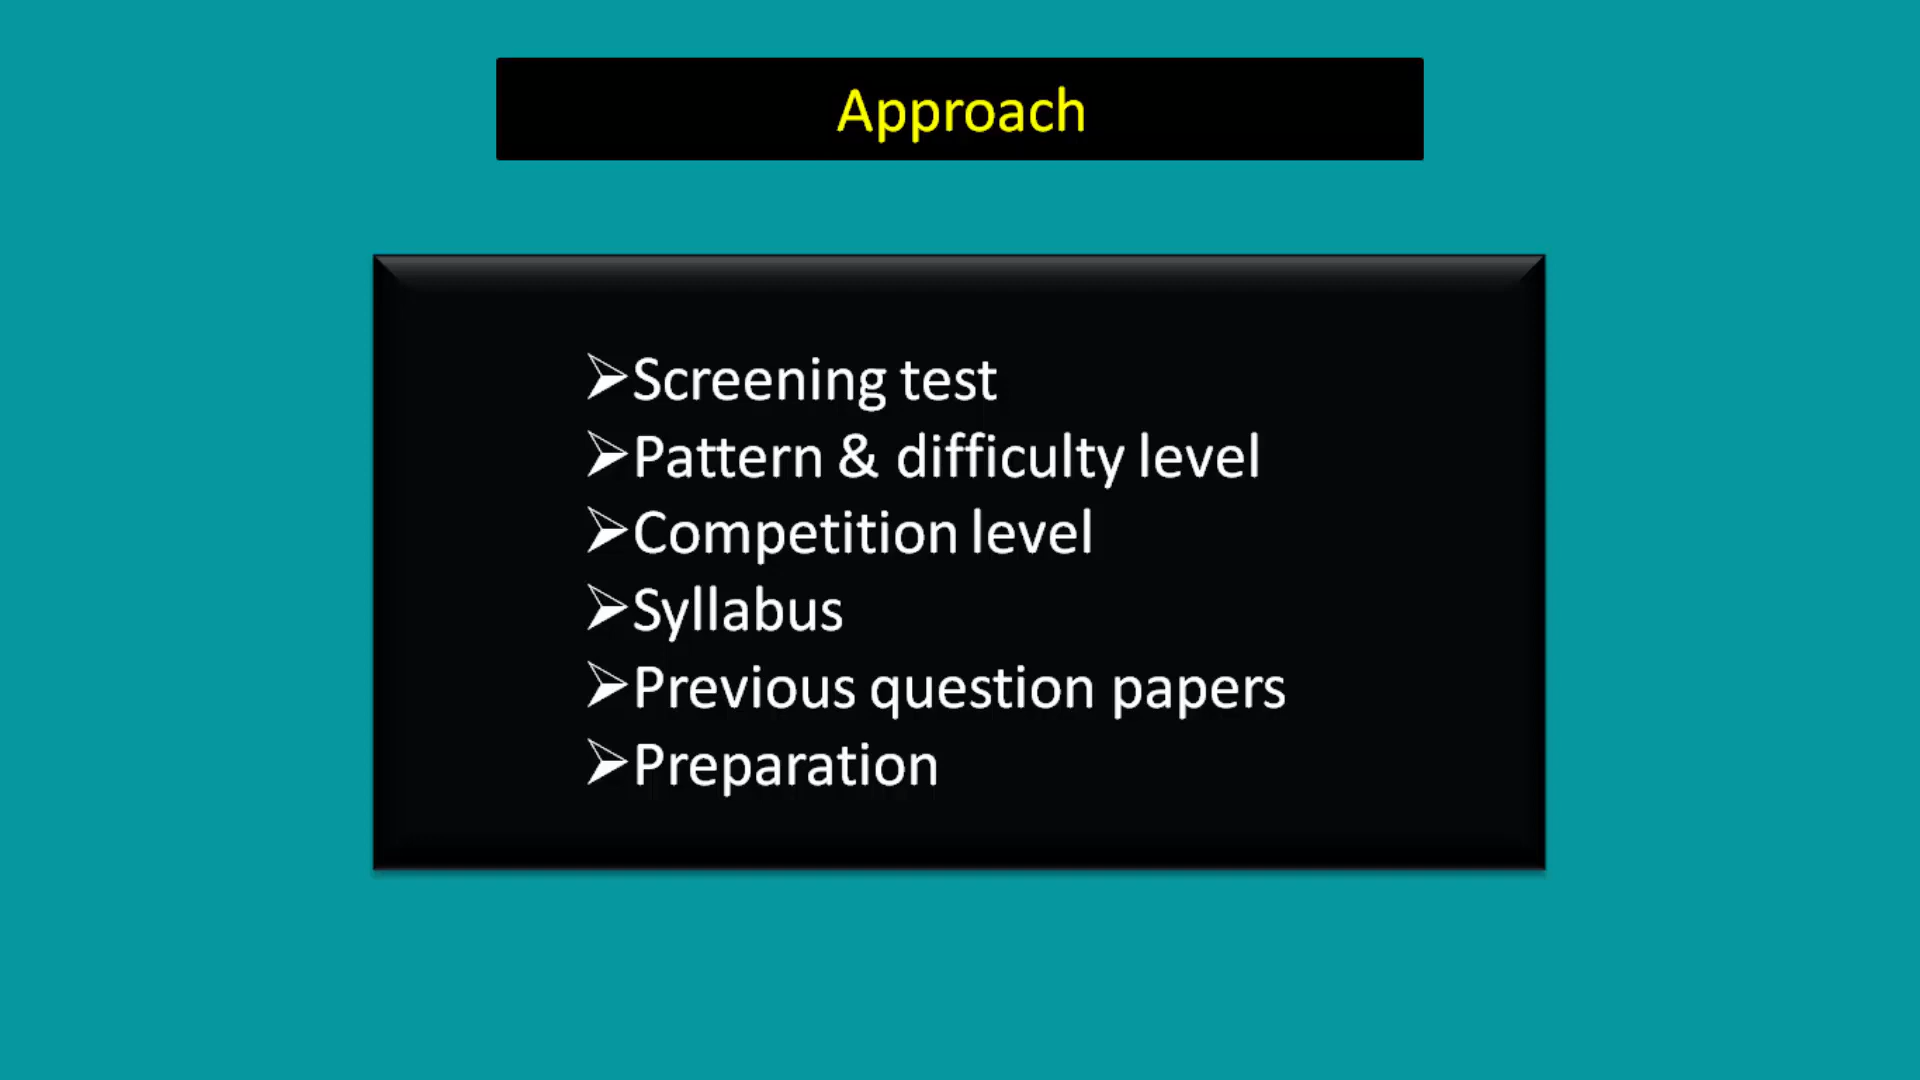 Approach
➢Screening test
➢Pattern & difficulty level
➢Competition level
➢Syllabus
➢Previous question papers
➢Preparation